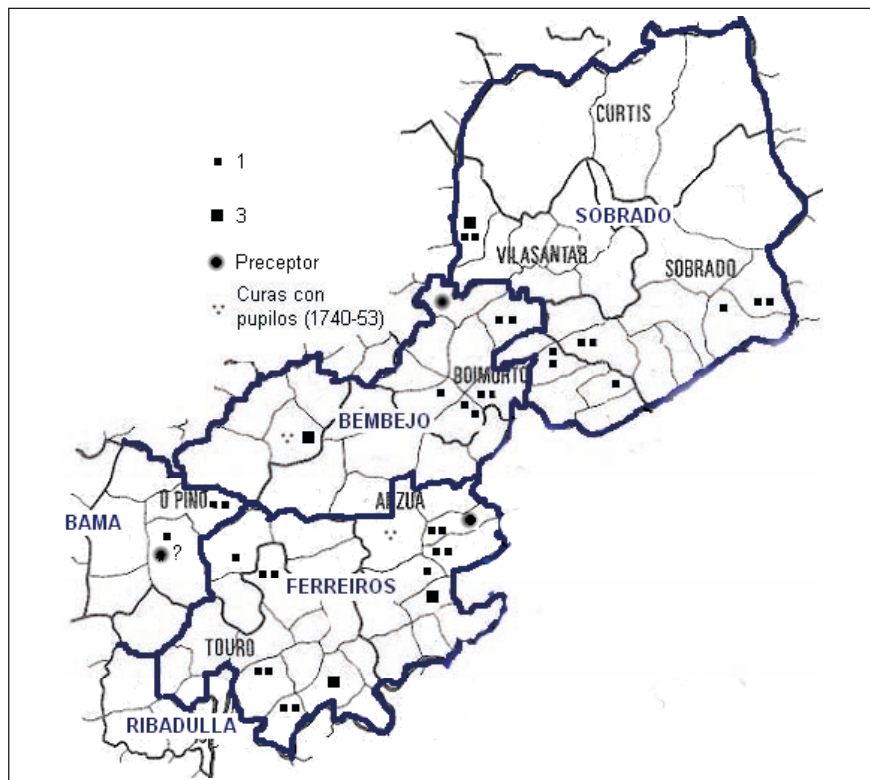 CURTIS
1
3
SOBRADO
VILASANTAR
SOBRADO
Preceptor
Curas con
pupilos (1740-53)
BOIMORTO
BEMBEJO
O PINO
ARZUA
BAMA
?
FERREIROS
TOURO
RIBADULLA